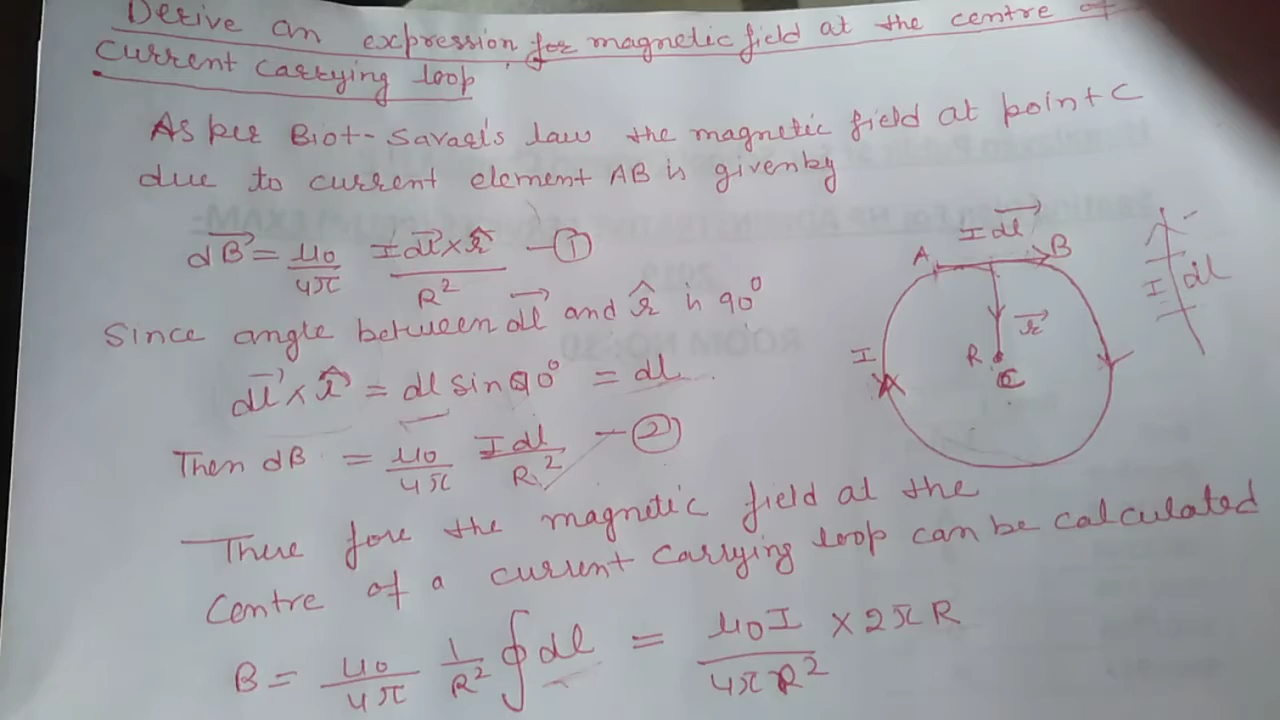 Derive an expression for magnetic field at the centre of
current carrying loop.
As per Biot-Savart's law the magnetic field at point C
due to current element AB is given by
dB⃗ = μ0/4π I dl⃗ × r̂/R² —①
Since angle between dl⃗ and r̂ is 90°
dl⃗ × r̂ = dl sin 90° = dl.
Then dB = μ0/4π I dl/R² —②
There fore the magnetic field at the
Centre of a current carrying loop can be calculated
B = μ0/4π 1/R² ∮ dl = μ0 I/4π R² × 2π R
I dl⃗
A B
r⃗
R
C
I
I dl